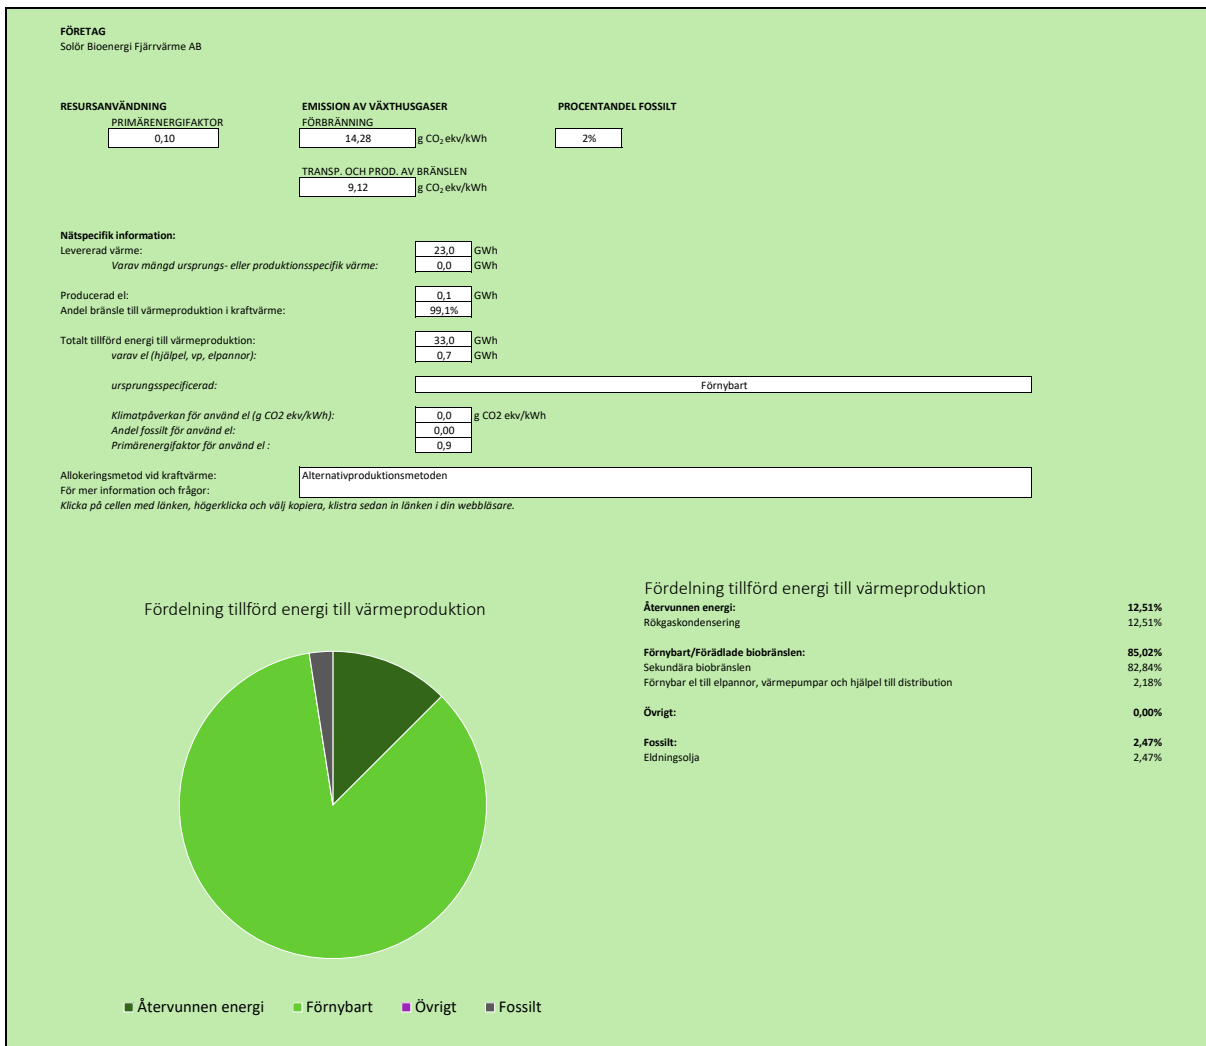 FÖRETAG
Solör Bioenergi Fjärrvärme AB
RESURSANVÄNDNING EMISSION AV VÄXTHUSGASER PROCENTANDEL FOSSILT
PRIMÄRENERGIFAKTOR FÖRBRÄNNING
0,10 14,28 g CO₂ ekv/kWh 2%
TRANSP. OCH PROD. AV BRÄNSLEN
9,12 g CO₂ ekv/kWh
Nätspecifik information:
Levererad värme: 23,0 GWh
Varav mängd ursprungs- eller produktionsspecifik värme: 0,0 GWh
Producerad el: 0,1 GWh
Andel bränsle till värmeproduktion i kraftvärme: 99,1%
Totalt tillförd energi till värmeproduktion: 33,0 GWh
varav el (hjälpel, vp, elpannor): 0,7 GWh
ursprungsspecificerad: Förnybart
Klimatpåverkan för använd el (g CO2 ekv/kWh): 0,0 g CO2 ekv/kWh
Andel fossilt för använd el: 0,00
Primärenergifaktor för använd el : 0,9
Allokeringsmetod vid kraftvärme: Alternativproduktionsmetoden
För mer information och frågor:
Klicka på cellen med länken, högerklicka och välj kopiera, klistra sedan in länken i din webbläsare.
Fördelning tillförd energi till värmeproduktion
Återvunnen energi Förnybart Övrigt Fossilt
Fördelning tillförd energi till värmeproduktion
Återvunnen energi: 12,51%
Rökgaskondensering 12,51%
Förnybart/Förädlade biobränslen: 85,02%
Sekundära biobränslen 82,84%
Förnybar el till elpannor, värmepumpar och hjälpel till distribution 2,18%
Övrigt: 0,00%
Fossilt: 2,47%
Eldningsolja 2,47%